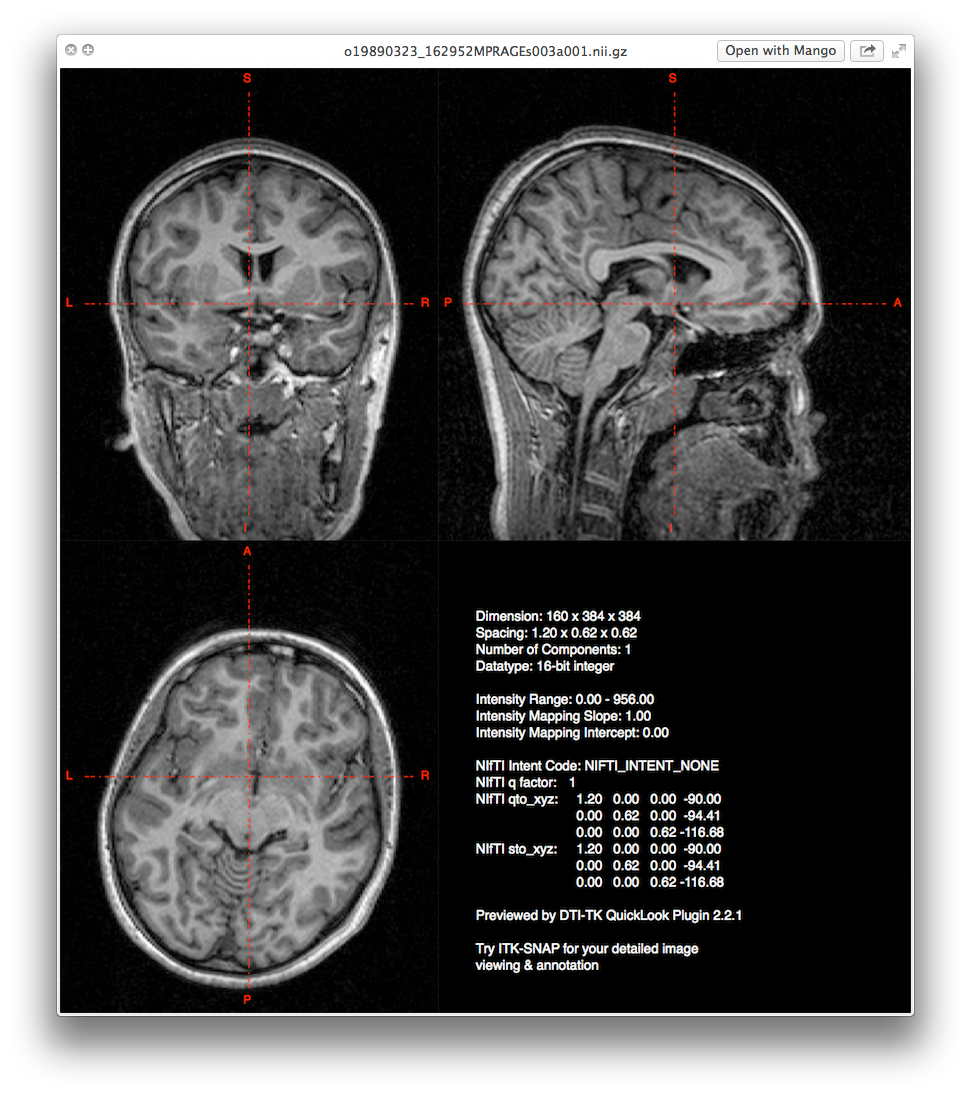 o19890323_162952MPRAGEs003a001.nii.gz
Open with Mango
S
S
L
R
P
A
I
I
A
L
R
P
Dimension: 160 x 384 x 384
Spacing: 1.20 x 0.62 x 0.62
Number of Components: 1
Datatype: 16-bit integer
Intensity Range: 0.00 - 956.00
Intensity Mapping Slope: 1.00
Intensity Mapping Intercept: 0.00
NIfTI Intent Code: NIFTI_INTENT_NONE
NIfTI q factor: 1
NIfTI qto_xyz: 1.20 0.00 0.00 -90.00
0.00 0.62 0.00 -94.41
0.00 0.00 0.62 -116.68
NIfTI sto_xyz: 1.20 0.00 0.00 -90.00
0.00 0.62 0.00 -94.41
0.00 0.00 0.62 -116.68
Previewed by DTI-TK QuickLook Plugin 2.2.1
Try ITK-SNAP for your detailed image
viewing & annotation